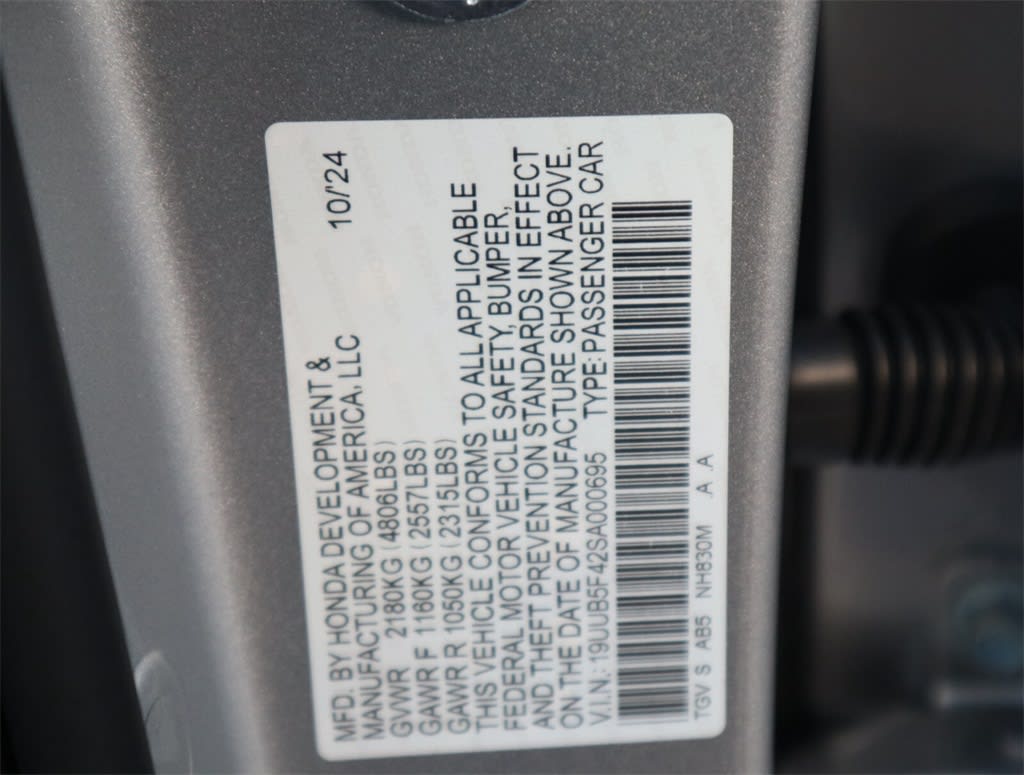 MFD. BY HONDA DEVELOPMENT & 10/'24
MANUFACTURING OF AMERICA, LLC
GVWR 2180KG (4806LBS)
GAWR F 1160KG (2557LBS)
GAWR R 1050KG (2315LBS)
THIS VEHICLE CONFORMS TO ALL APPLICABLE
FEDERAL MOTOR VEHICLE SAFETY, BUMPER,
AND THEFT PREVENTION STANDARDS IN EFFECT
ON THE DATE OF MANUFACTURE SHOWN ABOVE.
V.I.N.: 19UUB5F42SA000695 TYPE: PASSENGER CAR
TGV S AB5 NH830M .A .A